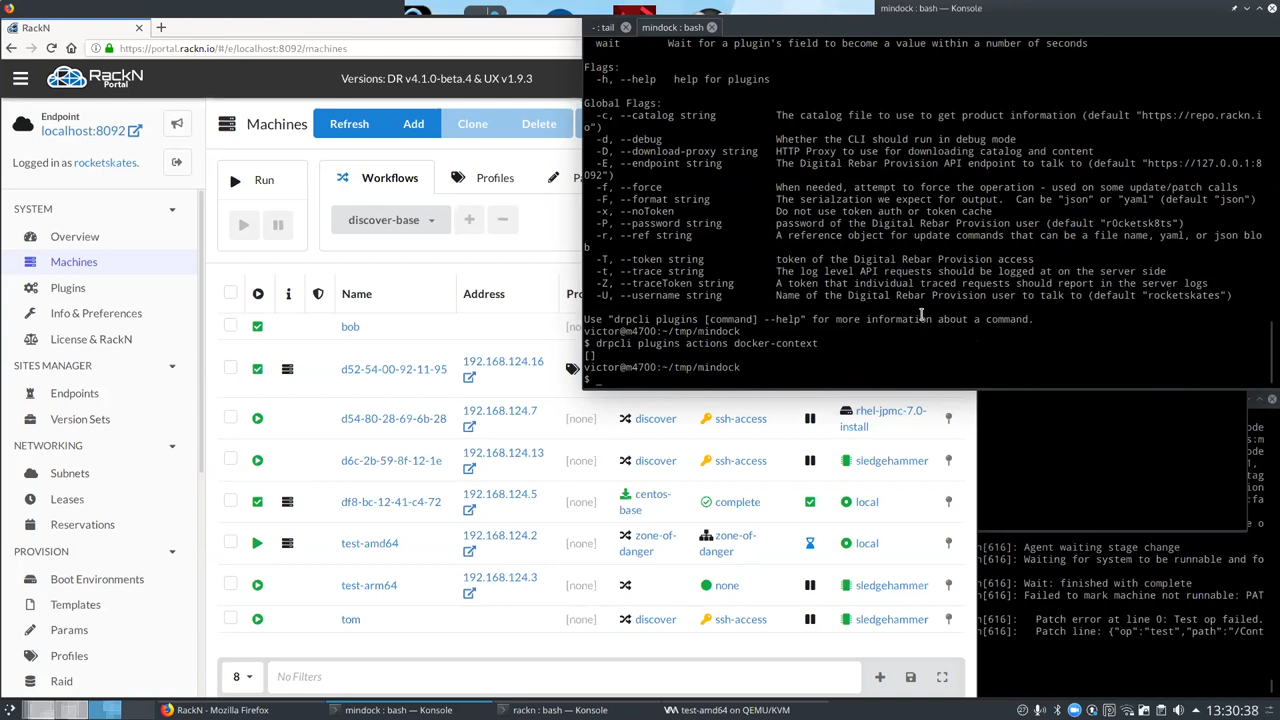 RackN
https://portal.rackn.io/#/e/localhost:8092/machines
RackN
Portal
Versions: DR v4.1.0-beta.4 & UX v1.9.3
Endpoint
localhost:8092
Logged in as rocketskates.
SYSTEM
Overview
Machines
Plugins
Info & Preferences
License & RackN
SITES MANAGER
Endpoints
Version Sets
NETWORKING
Subnets
Leases
Reservations
PROVISION
Boot Environments
Templates
Params
Profiles
Raid
Machines
Refresh
Add
Clone
Delete
Run
Workflows
Profiles
discover-base
Name
Address
bob
d52-54-00-92-11-95 192.168.124.16
d54-80-28-69-6b-28 192.168.124.7 [none] discover ssh-access rhel-jpmc-7.0-
install
d6c-2b-59-8f-12-1e 192.168.124.13 [none] discover ssh-access sledgehammer
df8-bc-12-41-c4-72 192.168.124.5 [none] centos- complete local
base
test-amd64 192.168.124.2 [none] zone-of- zone-of- local
danger danger
test-arm64 192.168.124.3 [none] none sledgehammer
tom [none] discover ssh-access sledgehammer
8
No Filters
mindock : bash — Konsole
- : tail
mindock : bash
wait Wait for a plugin's field to become a value within a number of seconds
Flags:
-h, --help help for plugins
Global Flags:
-c, --catalog string The catalog file to use to get product information (default "https://repo.rackn.i
o")
-d, --debug Whether the CLI should run in debug mode
-D, --download-proxy string HTTP Proxy to use for downloading catalog and content
-E, --endpoint string The Digital Rebar Provision API endpoint to talk to (default "https://127.0.0.1:8
092")
-f, --force When needed, attempt to force the operation - used on some update/patch calls
-F, --format string The serialzation we expect for output. Can be "json" or "yaml" (default "json")
-x, --noToken Do not use token auth or token cache
-P, --password string password of the Digital Rebar Provision user (default "r0cketsk8ts")
-r, --ref string A reference object for update commands that can be a file name, yaml, or json blo
b
-T, --token string token of the Digital Rebar Provision access
-t, --trace string The log level API requests should be logged at on the server side
-Z, --traceToken string A token that individual traced requests should report in the server logs
-U, --username string Name of the Digital Rebar Provision user to talk to (default "rocketskates")
Use "drpcli plugins [command] --help" for more information about a command.
victor@m4700:~/tmp/mindock
$ drpcli plugins actions docker-context
[]
victor@m4700:~/tmp/mindock
$ _
[616]: Agent waiting stage change
[616]: Waiting for system to be runnable and fo
[616]: Wait: finished with complete
[616]: Failed to mark machine not runnable: PAT
[616]: Patch error at line 0: Test op failed.
[616]: Patch line: {"op":"test","path":"/Cont
RackN - Mozilla Firefox
mindock : bash — Konsole
rackn : bash — Konsole
test-amd64 on QEMU/KVM
13:30:38